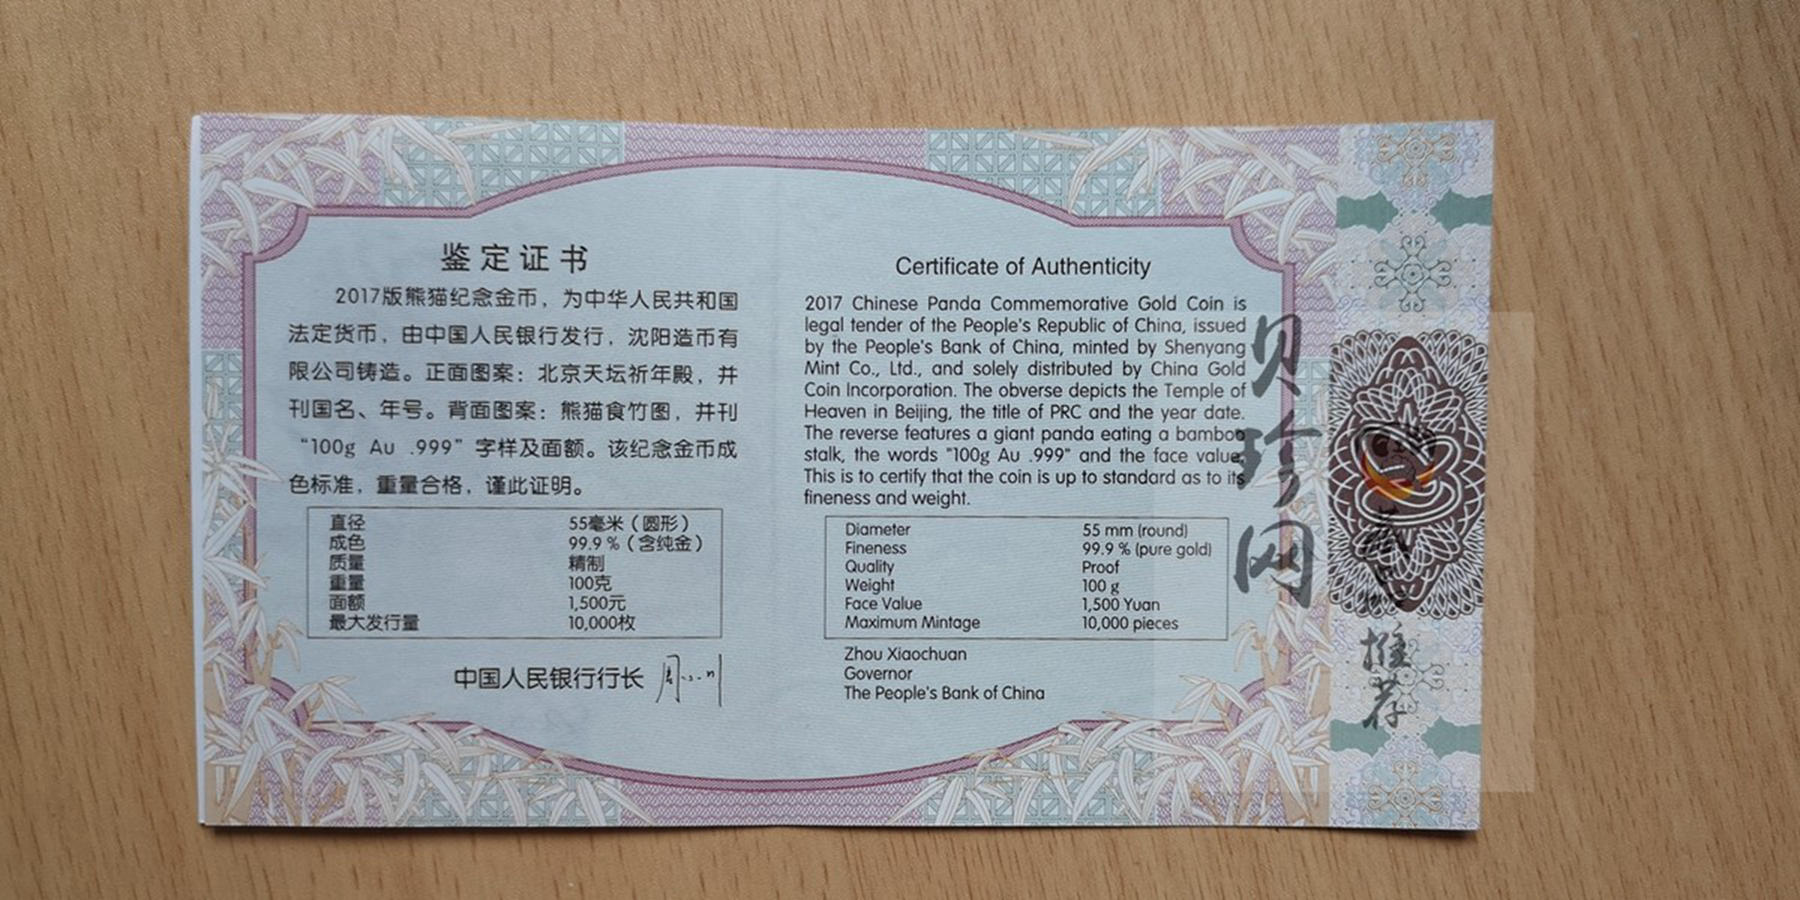 鉴定证书
2017版熊猫纪念金币，为中华人民共和国
法定货币，由中国人民银行发行，沈阳造币有
限公司铸造。正面图案：北京天坛祈年殿，并
刊国名、年号。背面图案：熊猫食竹图，并刊
“100g Au .999”字样及面额。该纪念金币成
色标准，重量合格，谨此证明。
直径 55毫米（圆形）
成色 99.9 %（含纯金）
质量 精制
重量 100克
面额 1,500元
最大发行量 10,000枚
中国人民银行行长 周小川
Certificate of Authenticity
2017 Chinese Panda Commemorative Gold Coin is
legal tender of the People's Republic of China, issued
by the People's Bank of China, minted by Shenyang
Mint Co., Ltd., and solely distributed by China Gold
Coin Incorporation. The obverse depicts the Temple of
Heaven in Beijing, the title of PRC and the year date.
The reverse features a giant panda eating a bamboo
stalk, the words "100g Au .999" and the face value.
This is to certify that the coin is up to standard as to its
fineness and weight.
Diameter 55 mm (round)
Fineness 99.9 % (pure gold)
Quality Proof
Weight 100 g
Face Value 1,500 Yuan
Maximum Mintage 10,000 pieces
Zhou Xiaochuan
Governor
The People's Bank of China
贝珍网
推荐